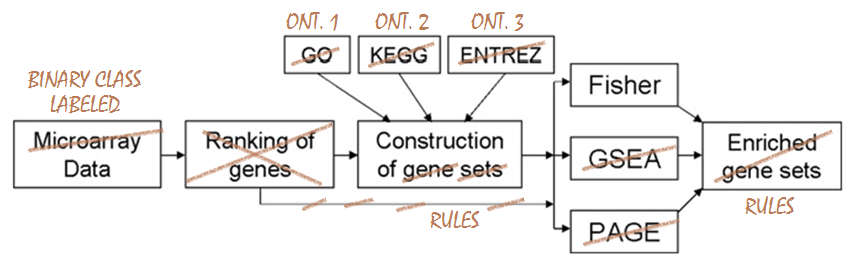 ONT. 1 ONT. 2 ONT. 3
GO KEGG ENTREZ
BINARY CLASS
LABELED
Microarray
Data
Ranking of
genes
Construction
of gene sets
RULES
Fisher
GSEA
PAGE
Enriched
gene sets
RULES